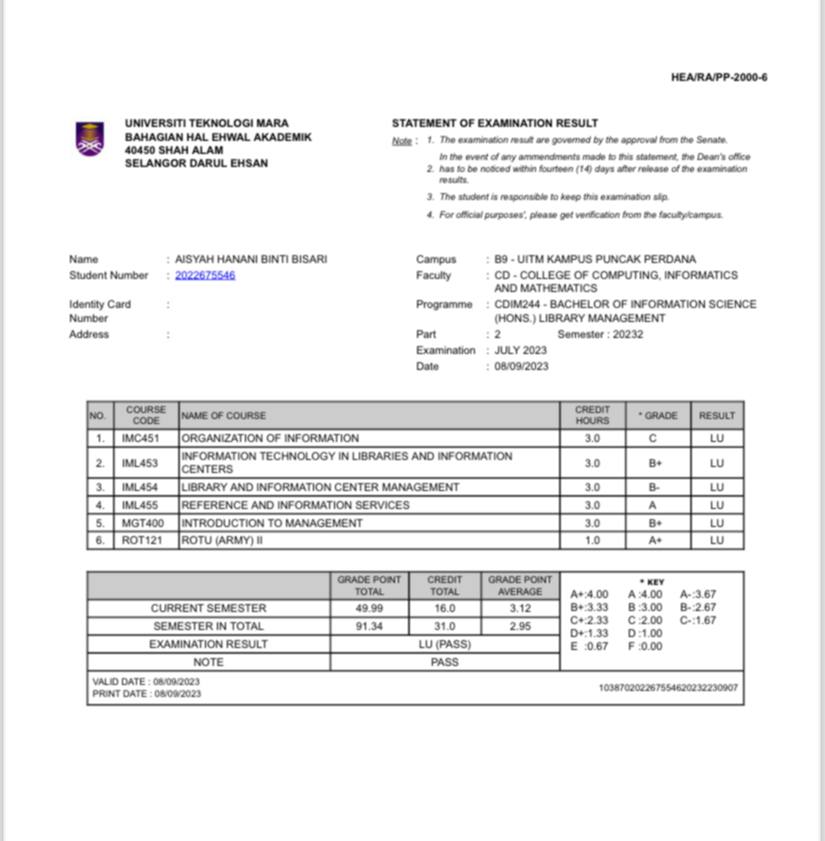 HEA/RA/PP-2000-6
UNIVERSITI TEKNOLOGI MARA
BAHAGIAN HAL EHWAL AKADEMIK
40450 SHAH ALAM
SELANGOR DARUL EHSAN
STATEMENT OF EXAMINATION RESULT
Note : 1. The examination result are governed by the approval from the Senate.
2. In the event of any ammendments made to this statement, the Dean's office
has to be noticed within fourteen (14) days after release of the examination
results.
3. The student is responsible to keep this examination slip.
4. For official purposes', please get verification from the faculty/campus.
Name : AISYAH HANANI BINTI BISARI
Student Number : 2022675546
Identity Card
Number :
Address :
Campus : B9 - UITM KAMPUS PUNCAK PERDANA
Faculty : CD - COLLEGE OF COMPUTING, INFORMATICS
AND MATHEMATICS
Programme : CDIM244 - BACHELOR OF INFORMATION SCIENCE
(HONS.) LIBRARY MANAGEMENT
Part : 2 Semester : 20232
Examination : JULY 2023
Date : 08/09/2023
NO. COURSE CODE NAME OF COURSE CREDIT HOURS * GRADE RESULT
1. IMC451 ORGANIZATION OF INFORMATION 3.0 C LU
2. IML453 INFORMATION TECHNOLOGY IN LIBRARIES AND INFORMATION CENTERS 3.0 B+ LU
3. IML454 LIBRARY AND INFORMATION CENTER MANAGEMENT 3.0 B- LU
4. IML455 REFERENCE AND INFORMATION SERVICES 3.0 A LU
5. MGT400 INTRODUCTION TO MANAGEMENT 3.0 B+ LU
6. ROT121 ROTU (ARMY) II 1.0 A+ LU
GRADE POINT TOTAL CREDIT TOTAL GRADE POINT AVERAGE
CURRENT SEMESTER 49.99 16.0 3.12
SEMESTER IN TOTAL 91.34 31.0 2.95
EXAMINATION RESULT LU (PASS)
NOTE PASS
* KEY
A+:4.00 A :4.00 A-:3.67
B+:3.33 B :3.00 B-:2.67
C+:2.33 C :2.00 C-:1.67
D+:1.33 D :1.00
E :0.67 F :0.00
VALID DATE : 08/09/2023
PRINT DATE : 08/09/2023
103870202267554620232230907